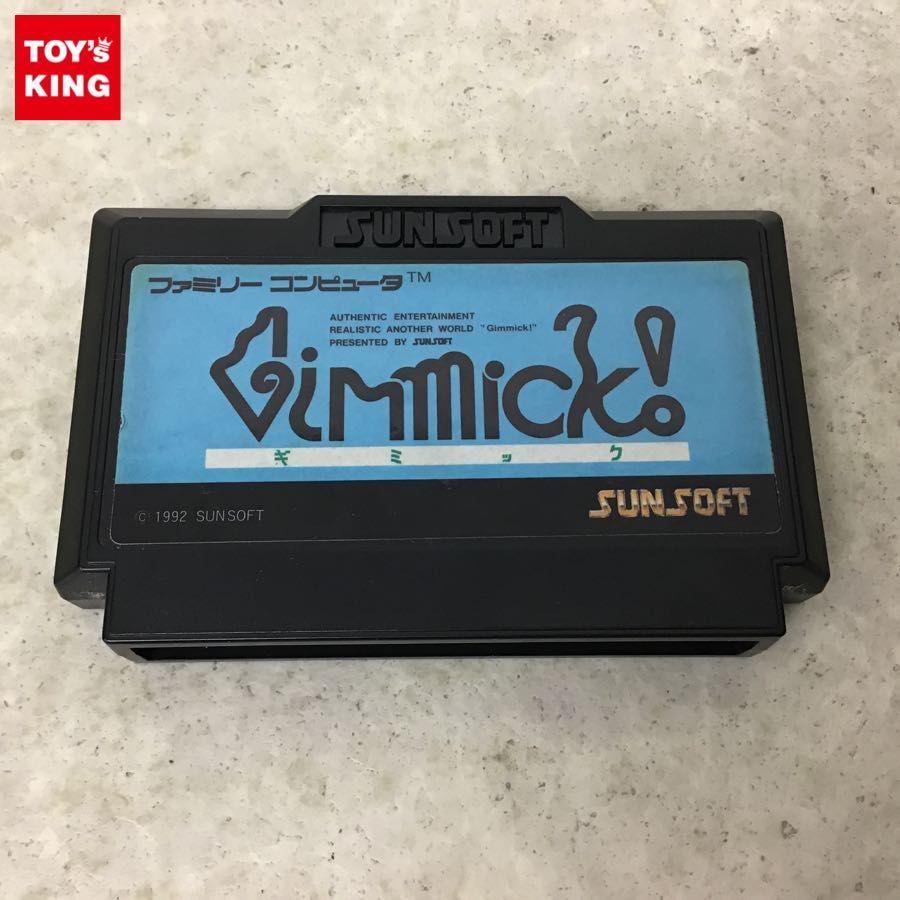 TOY's
KING
SUNSOFT
ファミリー コンピュータ™
AUTHENTIC ENTERTAINMENT
REALISTIC ANOTHER WORLD "Gimmick!"
PRESENTED BY SUNSOFT
Gimmick!
ギミック
© 1992 SUNSOFT
SUNSOFT